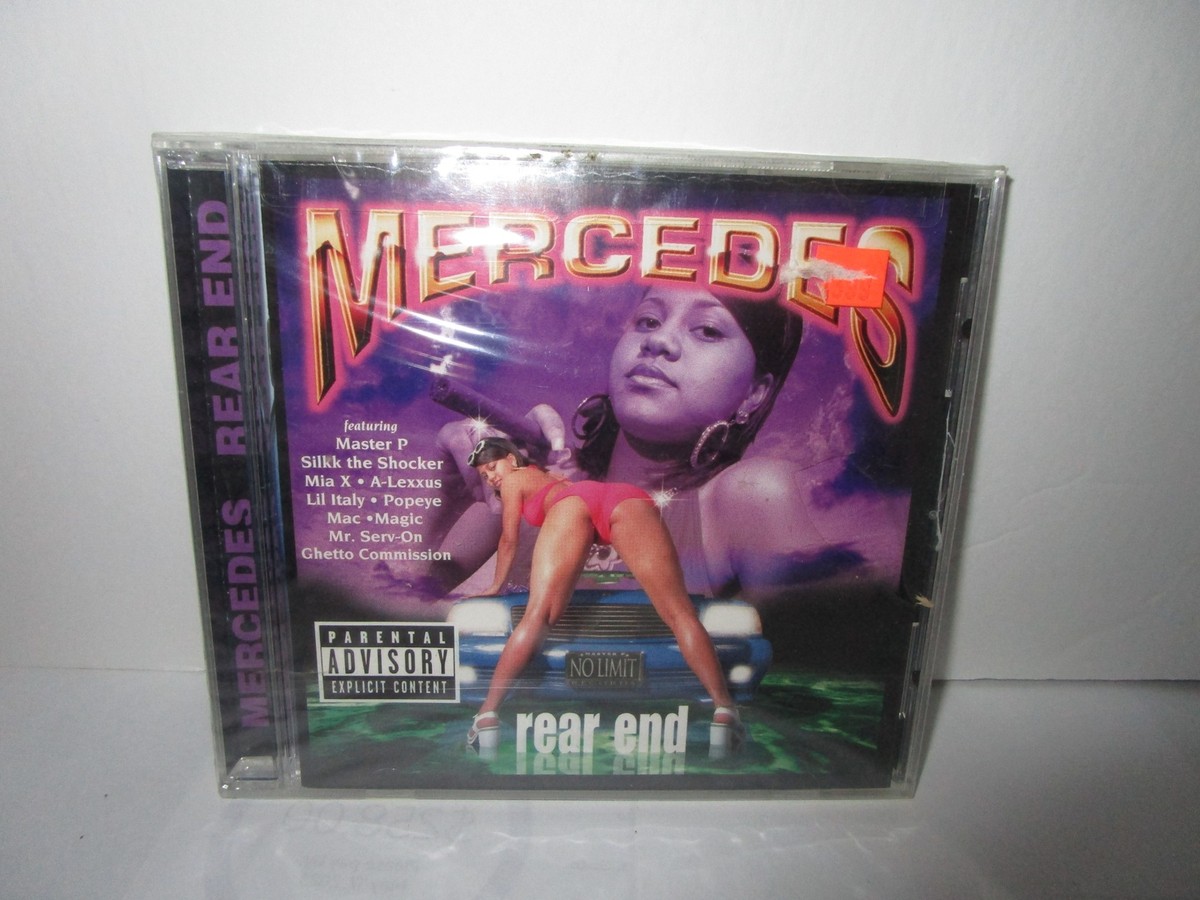 MERCEDES REAR END
MERCEDES
featuring
Master P
Silkk the Shocker
Mia X • A-Lexxus
Lil Italy • Popeye
Mac •Magic
Mr. Serv-On
Ghetto Commission
PARENTAL
ADVISORY
EXPLICIT CONTENT
NO LIMIT
rear end